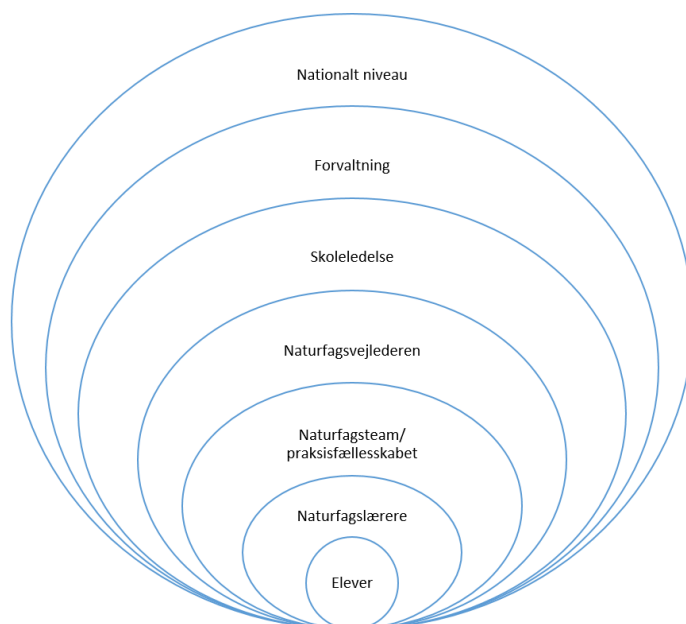 Nationalt niveau
Forvaltning
Skoleledelse
Naturfagsvejlederen
Naturfagsteam/
praksisfællesskabet
Naturfagslærere
Elever